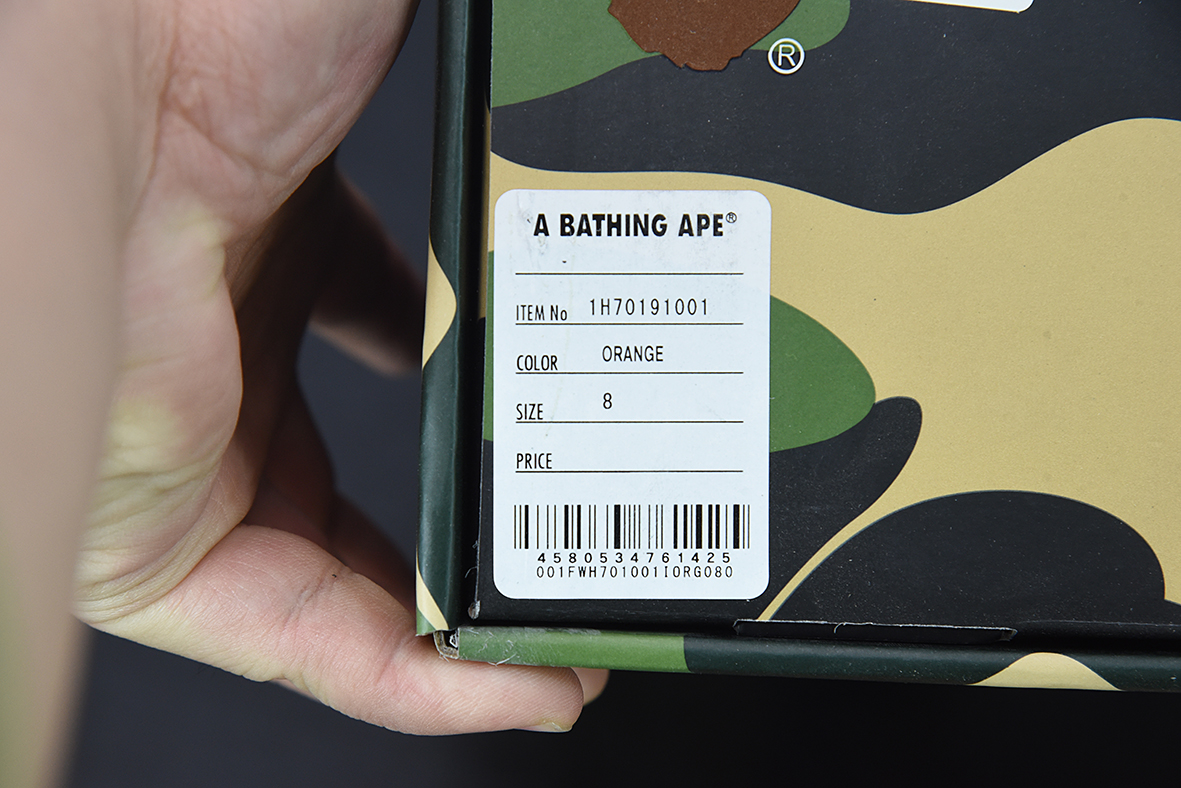 ®
A BATHING APE®
ITEM No 1H70191001
COLOR ORANGE
SIZE 8
PRICE
4580534761425
001FWH701001IORG080